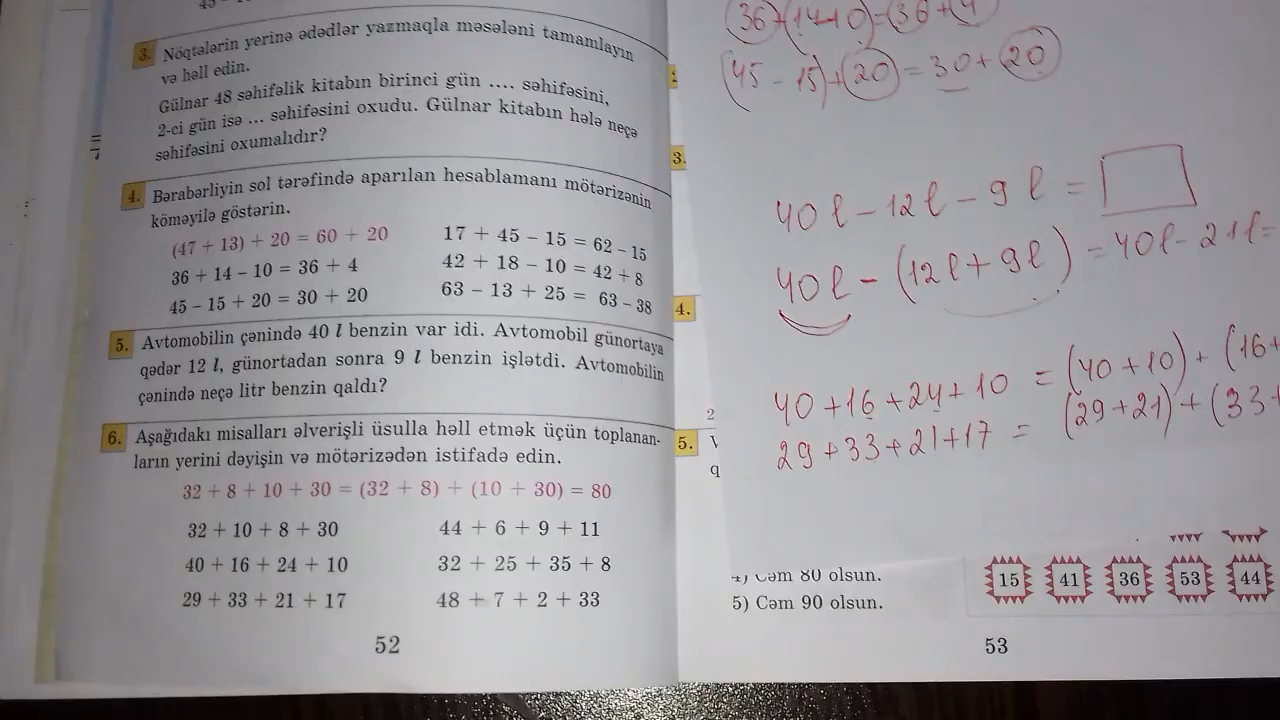 3. Nöqtələrin yerinə ədədlər yazmaqla məsələni tamamlayın
və həll edin.
Gülnar 48 səhifəlik kitabın birinci gün .... səhifəsini,
2-ci gün isə ... səhifəsini oxudu. Gülnar kitabın hələ neçə
səhifəsini oxumalıdır?
4. Bərabərliyin sol tərəfində aparılan hesablamanı mötərizənin
köməyilə göstərin.
(47 + 13) + 20 = 60 + 20
36 + 14 – 10 = 36 + 4
45 – 15 + 20 = 30 + 20
17 + 45 – 15 = 62 – 15
42 + 18 – 10 = 42 + 8
63 – 13 + 25 = 63 – 38
5. Avtomobilin çənində 40 l benzin var idi. Avtomobil günortaya
qədər 12 l, günortadan sonra 9 l benzin işlətdi. Avtomobilin
çənində neçə litr benzin qaldı?
6. Aşağıdakı misalları əlverişli üsulla həll etmək üçün toplanan-
ların yerini dəyişin və mötərizədən istifadə edin.
32 + 8 + 10 + 30 = (32 + 8) + (10 + 30) = 80
32 + 10 + 8 + 30
40 + 16 + 24 + 10
29 + 33 + 21 + 17
44 + 6 + 9 + 11
32 + 25 + 35 + 8
48 + 7 + 2 + 33
52
(45 - 15) + (20) = 30 + 20
3.
40 l - 12 l - 9 l =
40 l - (12 l + 9 l) = 40 l - 21 l =
4.
40 + 16 + 24 + 10 = (40 + 10) + (16 +
29 + 33 + 21 + 17 = (29 + 21) + (33 +
2
5. V
q
4) Cəm 80 olsun.
5) Cəm 90 olsun.
15 41 36 53 44
53